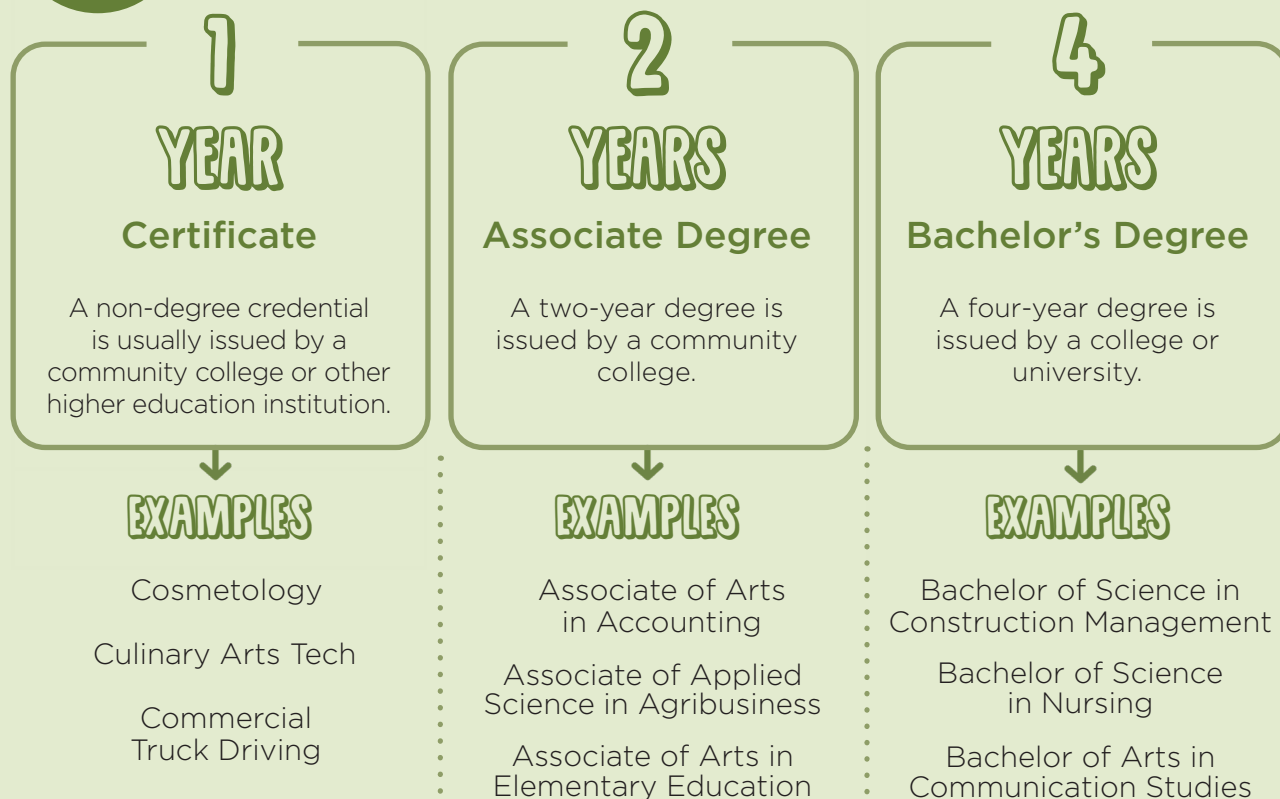 1
YEAR
Certificate
A non-degree credential
is usually issued by a
community college or other
higher education institution.
EXAMPLES
Cosmetology
Culinary Arts Tech
Commercial
Truck Driving
2
YEARS
Associate Degree
A two-year degree is
issued by a community
college.
EXAMPLES
Associate of Arts
in Accounting
Associate of Applied
Science in Agribusiness
Associate of Arts in
Elementary Education
4
YEARS
Bachelor’s Degree
A four-year degree is
issued by a college or
university.
EXAMPLES
Bachelor of Science in
Construction Management
Bachelor of Science
in Nursing
Bachelor of Arts in
Communication Studies